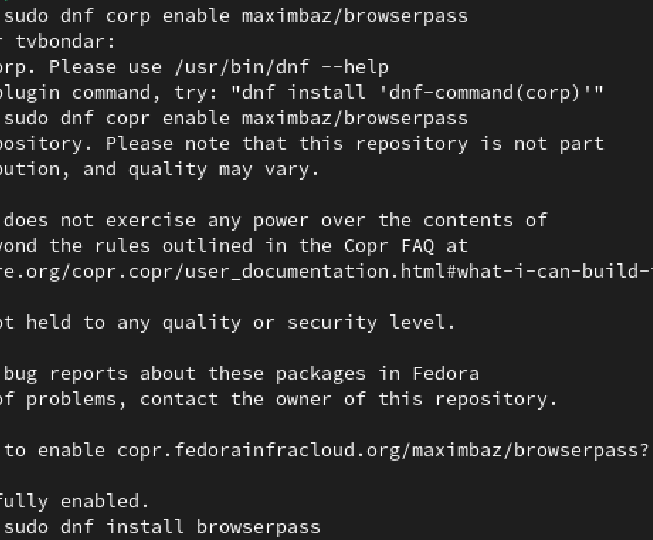 sudo dnf corp enable maximbaz/browserpass
r tvbondar:
orp. Please use /usr/bin/dnf --help
plugin command, try: "dnf install 'dnf-command(corp)'"
sudo dnf copr enable maximbaz/browserpass
pository. Please note that this repository is not part
bution, and quality may vary.
does not exercise any power over the contents of
yond the rules outlined in the Copr FAQ at
re.org/copr.copr/user_documentation.html#what-i-can-build-
ot held to any quality or security level.
bug reports about these packages in Fedora
of problems, contact the owner of this repository.
to enable copr.fedorainfracloud.org/maximbaz/browserpass?
fully enabled.
sudo dnf install browserpass